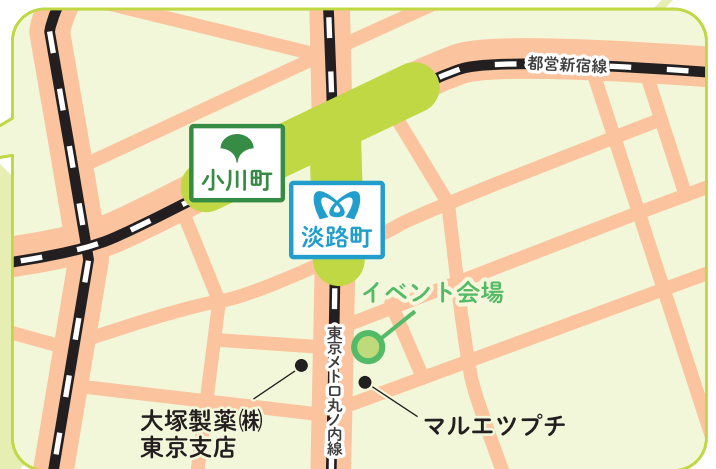 都営新宿線
小川町
淡路町
イベント会場
東京メトロ丸ノ内線
大塚製薬㈱
東京支店
マルエツプチ